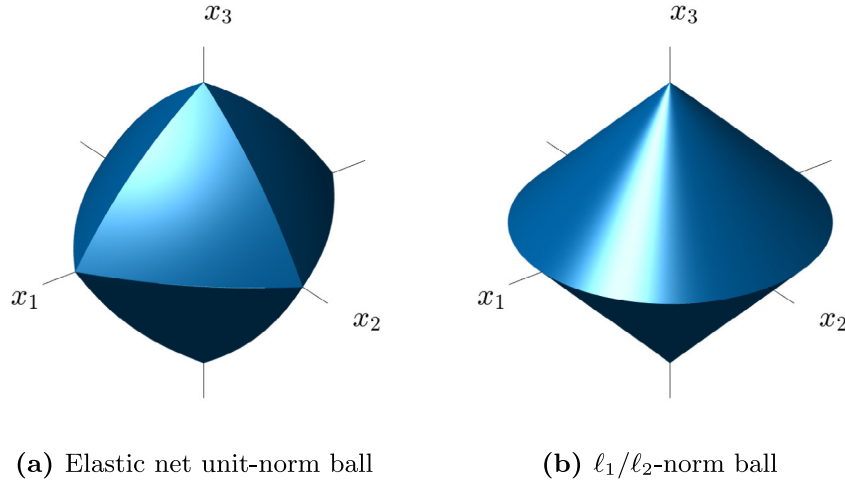 x₃ x₃
x₁ x₂ x₁ x₂
(a) Elastic net unit-norm ball (b) ℓ₁/ℓ₂-norm ball